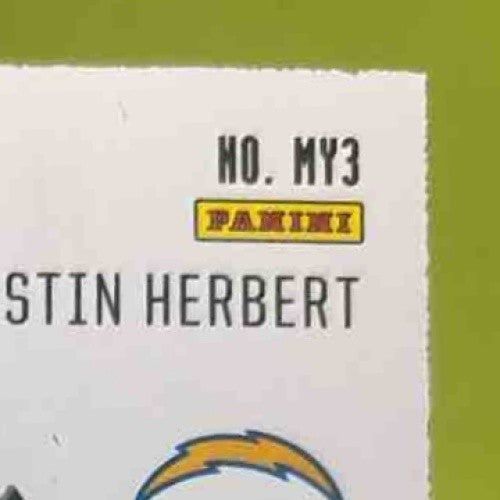 NO. MY3
PANINI
STIN HERBERT